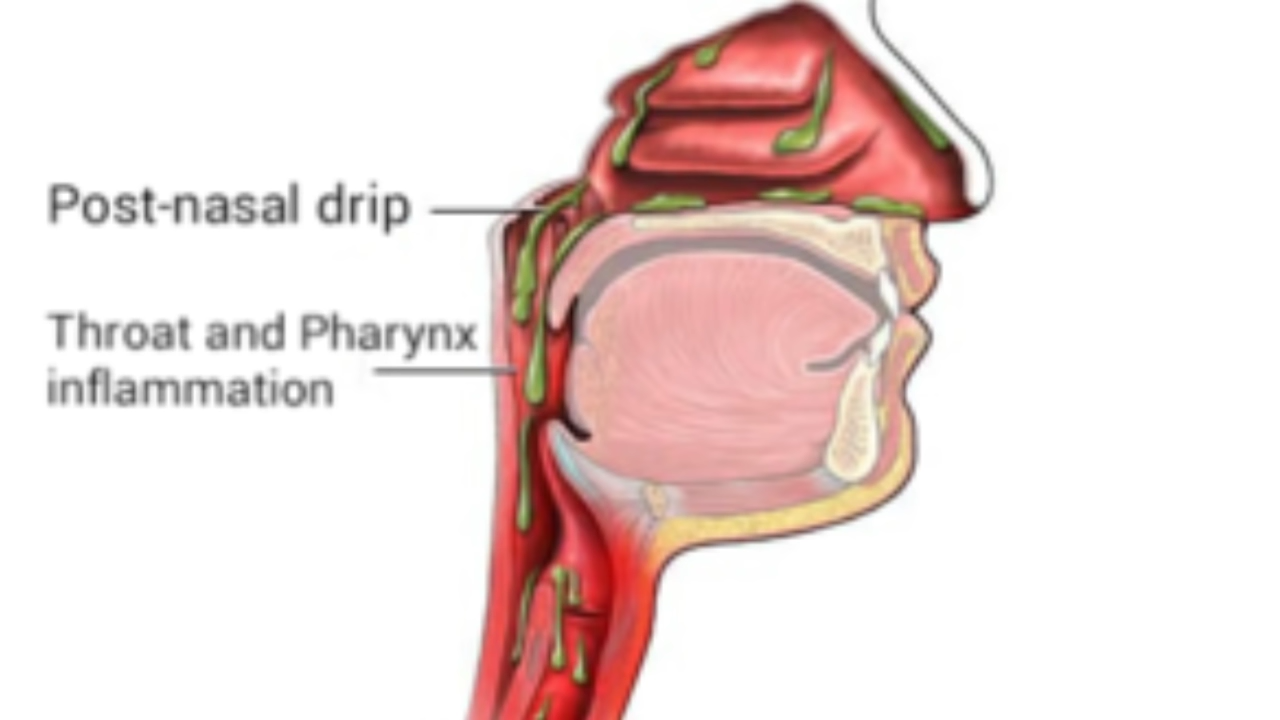 Post-nasal drip
Throat and Pharynx
inflammation